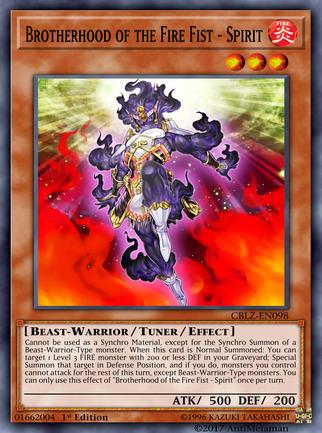 BROTHERHOOD OF THE FIRE FIST - SPIRIT
FIRE
炎
CBLZ-EN098
[BEAST-WARRIOR / TUNER / EFFECT]
Cannot be used as a Synchro Material, except for the Synchro Summon of a
Beast-Warrior-Type monster. When this card is Normal Summoned: You can
target 1 Level 3 FIRE monster with 200 or less DEF in your Graveyard; Special
Summon that target in Defense Position, and if you do, monsters you control
cannot attack for the rest of this turn, except Beast-Warrior-Type monsters. You
can only use this effect of "Brotherhood of the Fire Fist - Spirit" once per turn.
ATK/ 500 DEF/ 200
01662004 1st Edition ©1996 KAZUKI TAKAHASHI
©2017 AntiMetaman